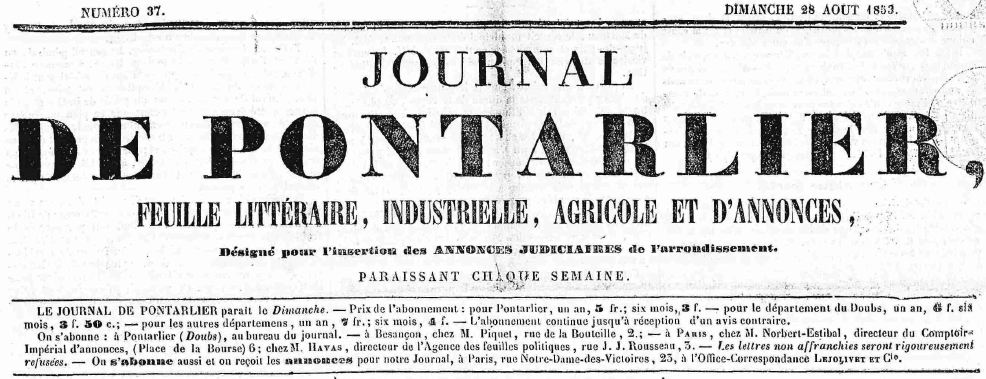 NUMÉRO 37.
DIMANCHE 28 AOUT 1853.
JOURNAL
DE PONTARLIER,
FEUILLE LITTÉRAIRE, INDUSTRIELLE, AGRICOLE ET D'ANNONCES,
Désigné pour l'insertion des ANNONCES JUDICIAIRES de l'arrondissement.
PARAISSANT CHAQUE SEMAINE.
LE JOURNAL DE PONTARLIER paraît le Dimanche. — Prix de l'abonnement : pour Pontarlier, un an, 5 fr.; six mois, 3 f. — pour le département du Doubs, un an, 6 f. six
mois, 3 f. 50 c.; — pour les autres départemens, un an, 7 fr.; six mois, 4 f. — L'abonnement continue jusqu'à réception d'un avis contraire.
On s'abonne : à Pontarlier (Doubs), au bureau du journal. — à Besançon, chez M. Piquet, rue de la Bouteille, 2.; — à PARIS, chez M. Norbert-Estibal, directeur du Comptoir-
Impérial d'annonces, (Place de la Bourse) 6; chez M. HAVAS, directeur de l'Agence des feuilles politiques, rue J. J. Rousseau, 3. — Les lettres non affranchies seront rigoureusement
refusées. — On s'abonne aussi et on reçoit les annonces pour notre Journal, à Paris, rue Notre-Dame-des-Victoires, 23, à l'Office-Correspondance LEJOLIVET ET Cie.